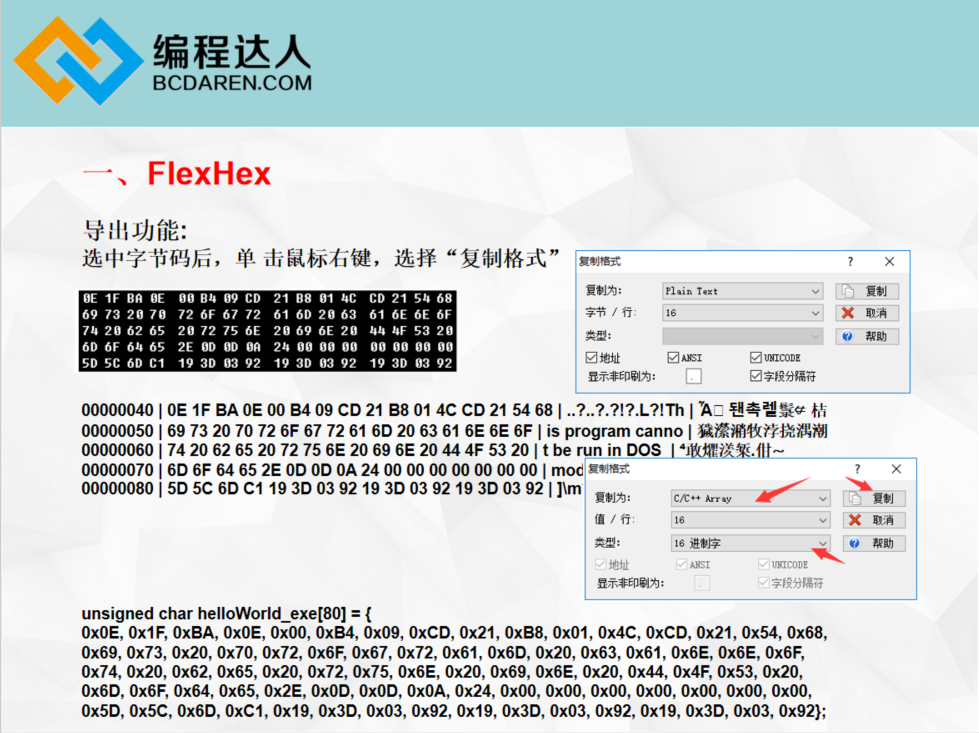 编程达人
BCDAREN.COM
一、FlexHex
导出功能:
选中字节码后，单 击鼠标右键，选择“复制格式”
0E 1F BA 0E 00 B4 09 CD 21 B8 01 4C CD 21 54 68
69 73 20 70 72 6F 67 72 61 6D 20 63 61 6E 6E 6F
74 20 62 65 20 72 75 6E 20 69 6E 20 44 4F 53 20
6D 6F 64 65 2E 0D 0D 0A 24 00 00 00 00 00 00 00
5D 5C 6D C1 19 3D 03 92 19 3D 03 92 19 3D 03 92
复制格式 ? ×
复制为: Plain Text 复制
字节 / 行: 16 取消
类型: 帮助
地址 ANSI UNICODE
显示非印刷为: . 字段分隔符
00000040 | 0E 1F BA 0E 00 B4 09 CD 21 B8 01 4C CD 21 54 68 | ..?..?.?!?.L?!Th |
00000050 | 69 73 20 70 72 6F 67 72 61 6D 20 63 61 6E 6E 6F | is program canno |
00000060 | 74 20 62 65 20 72 75 6E 20 69 6E 20 44 4F 53 20 | t be run in DOS |
00000070 | 6D 6F 64 65 2E 0D 0D 0A 24 00 00 00 00 00 00 00 | mod
00000080 | 5D 5C 6D C1 19 3D 03 92 19 3D 03 92 19 3D 03 92 | ]\m
复制格式 ? ×
复制为: C/C++ Array 复制
值 / 行: 16 取消
类型: 16 进制字 帮助
地址 ANSI UNICODE
显示非印刷为: . 字段分隔符
unsigned char helloWorld_exe[80] = {
0x0E, 0x1F, 0xBA, 0x0E, 0x00, 0xB4, 0x09, 0xCD, 0x21, 0xB8, 0x01, 0x4C, 0xCD, 0x21, 0x54, 0x68,
0x69, 0x73, 0x20, 0x70, 0x72, 0x6F, 0x67, 0x72, 0x61, 0x6D, 0x20, 0x63, 0x61, 0x6E, 0x6E, 0x6F,
0x74, 0x20, 0x62, 0x65, 0x20, 0x72, 0x75, 0x6E, 0x20, 0x69, 0x6E, 0x20, 0x44, 0x4F, 0x53, 0x20,
0x6D, 0x6F, 0x64, 0x65, 0x2E, 0x0D, 0x0D, 0x0A, 0x24, 0x00, 0x00, 0x00, 0x00, 0x00, 0x00, 0x00,
0x5D, 0x5C, 0x6D, 0xC1, 0x19, 0x3D, 0x03, 0x92, 0x19, 0x3D, 0x03, 0x92, 0x19, 0x3D, 0x03, 0x92};